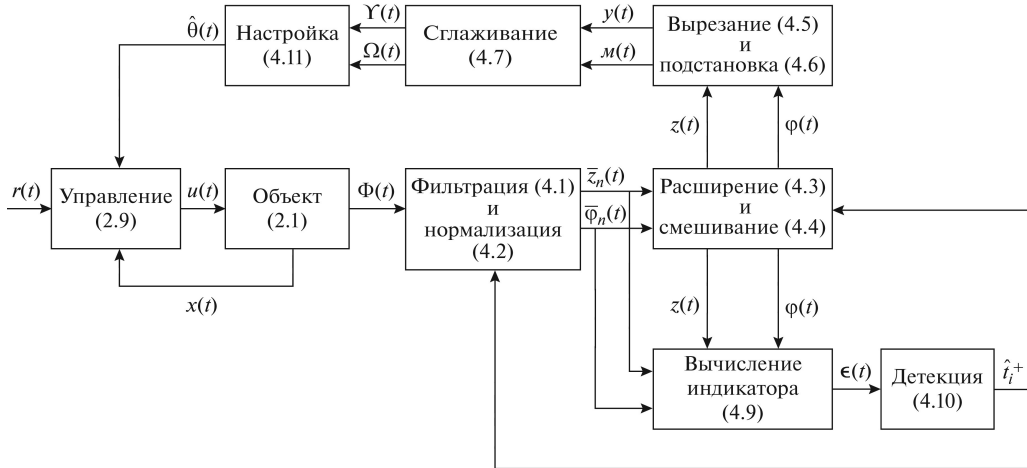 θ̂(t)
Настройка
(4.11)
ϒ(t)
Ω(t)
Сглаживание
(4.7)
y(t)
м(t)
Вырезание (4.5)
и
подстановка (4.6)
z(t)
φ(t)
r(t)
Управление
(2.9)
u(t)
Объект
(2.1)
Φ(t)
Фильтрация (4.1)
и
нормализация
(4.2)
z̅ₙ(t)
φ̅ₙ(t)
Расширение (4.3)
и
смешивание (4.4)
x(t)
z(t)
φ(t)
Вычисление
индикатора
(4.9)
ϵ(t)
Детекция
(4.10)
t̂ᵢ⁺